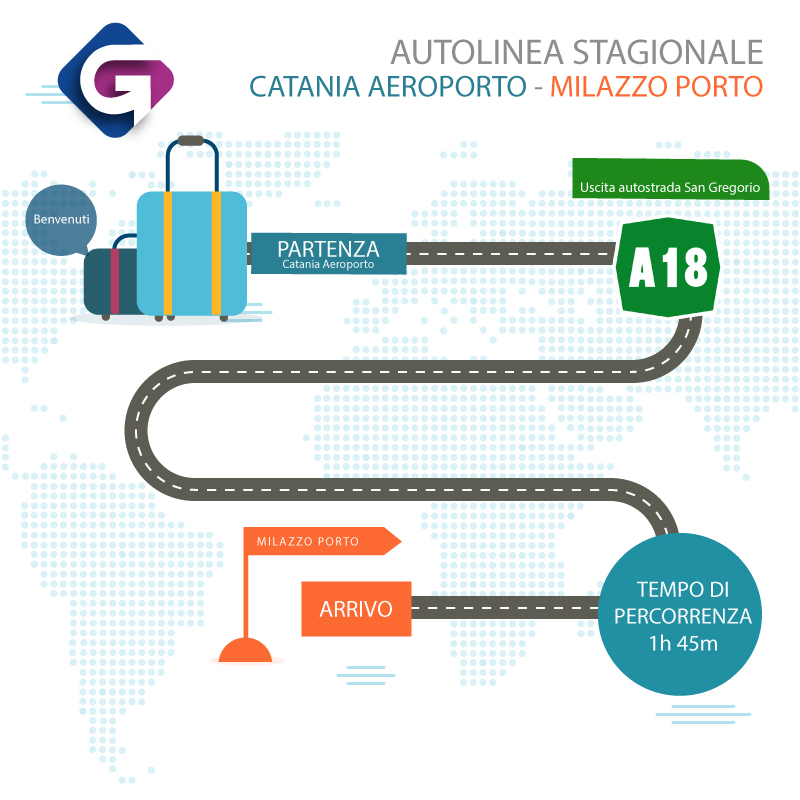 G
AUTOLINEA STAGIONALE
CATANIA AEROPORTO - MILAZZO PORTO
Uscita autostrada San Gregorio
Benvenuti
PARTENZA
Catania Aeroporto
A18
MILAZZO PORTO
ARRIVO
TEMPO DI
PERCORRENZA
1h 45m